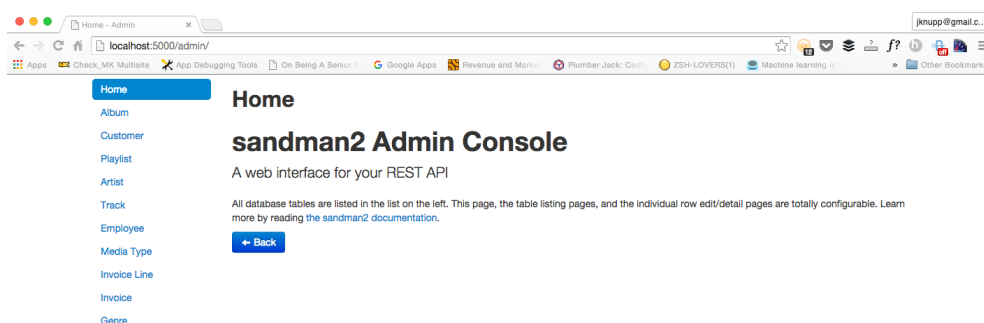 Home - Admin
jknupp@gmail.c...
localhost:5000/admin/
12
f?
off
Apps
Check_MK Multisite
App Debugging Tools
On Being A Senior
Google Apps
Revenue and
Plumber Jack:
ZSH-LOVERS(1)
Machine learning is
»
Other Bookmark
Home
Album
Customer
Playlist
Artist
Track
Employee
Media Type
Invoice Line
Invoice
Genre
Home
sandman2 Admin Console
A web interface for your REST API
All database tables are listed in the list on the left. This page, the table listing pages, and the individual row edit/detail pages are totally configurable. Learn
more by reading the sandman2 documentation.
Back